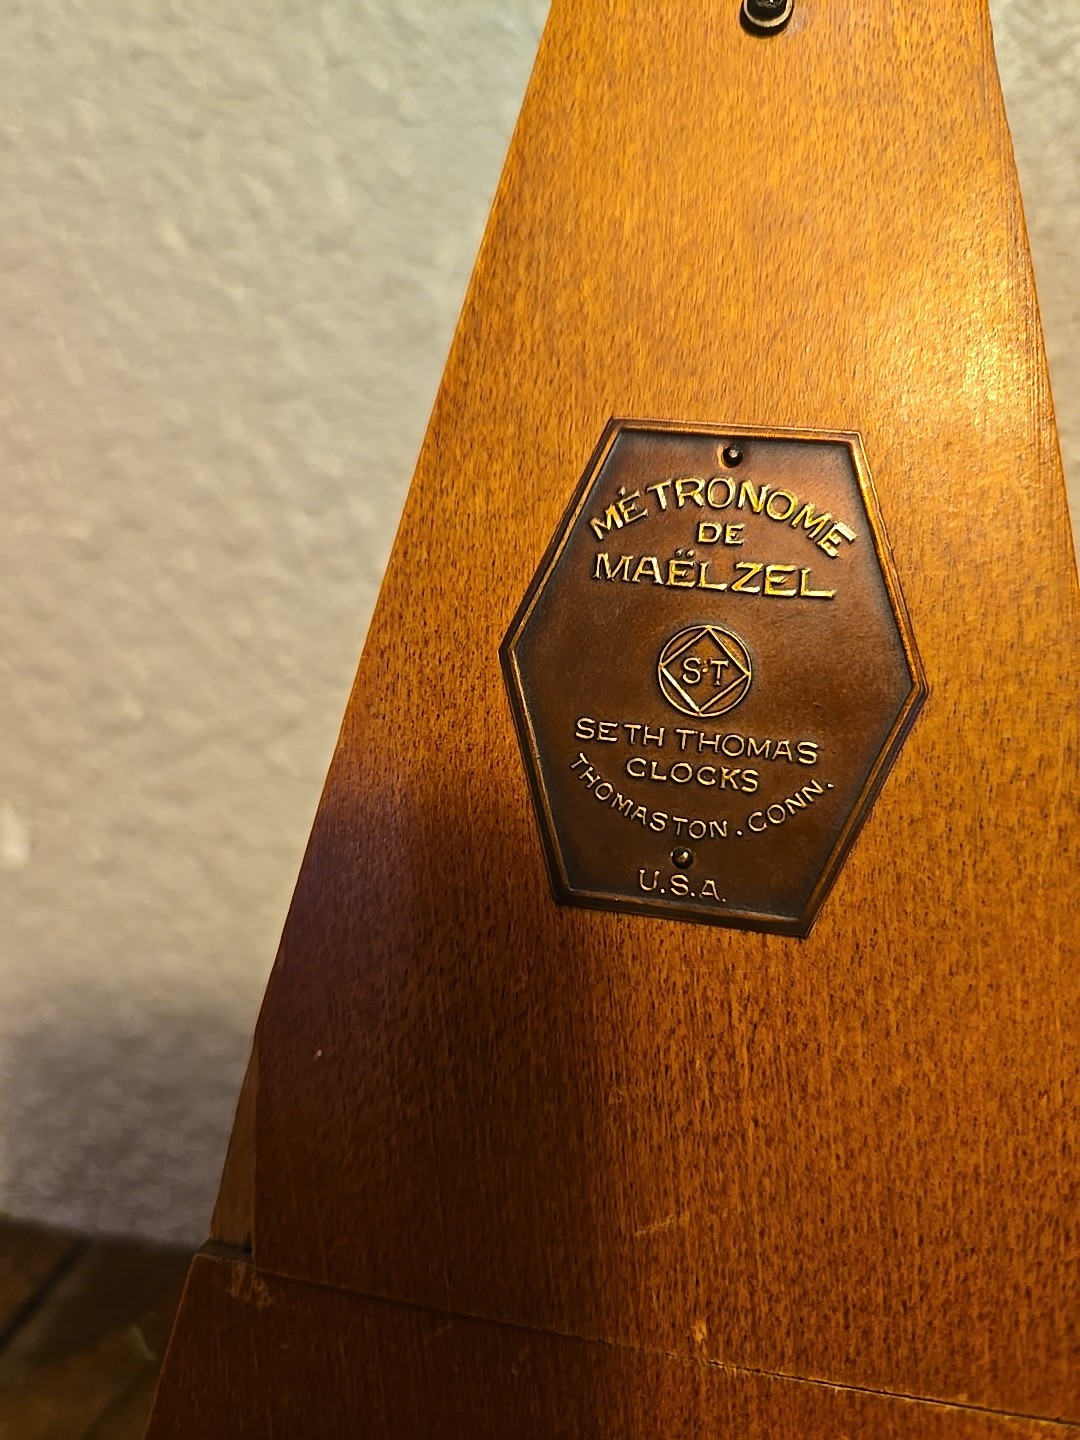 MÉTRONOME
DE
MAËLZEL
S·T
SETH THOMAS
CLOCKS
THOMASTON . CONN.
U.S.A.